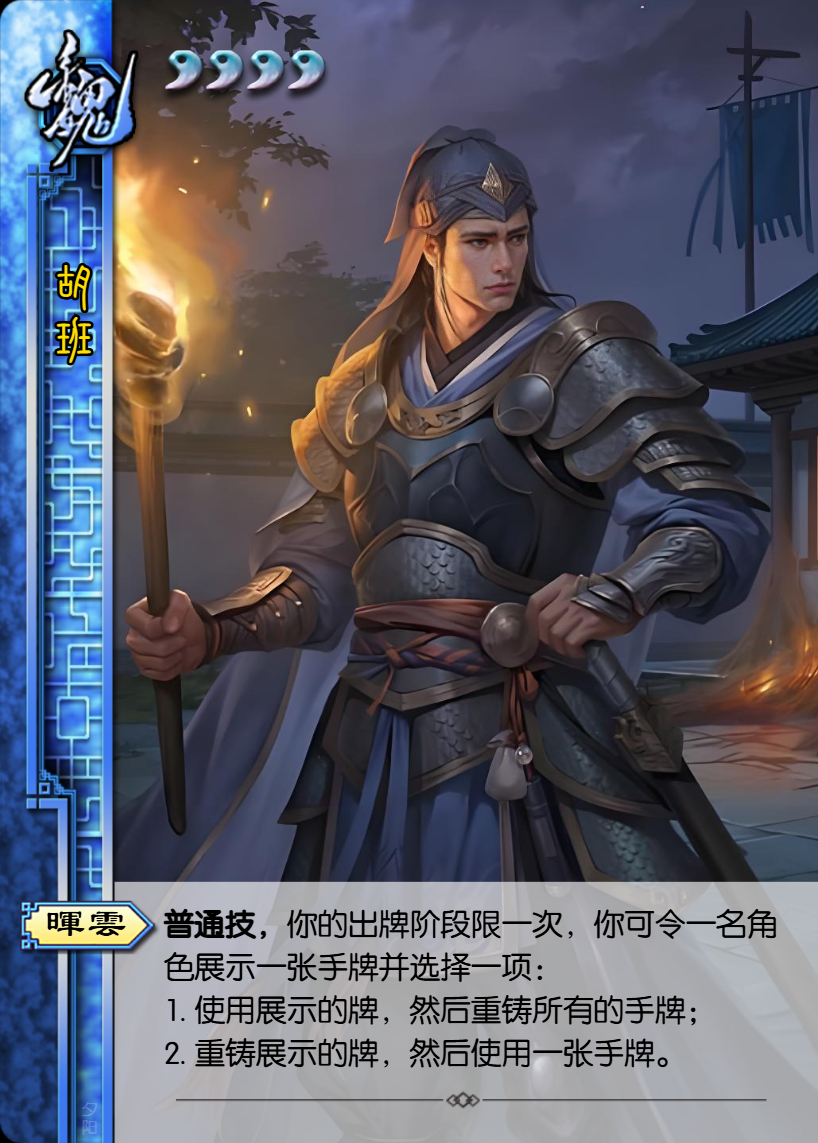 魏
胡班
暉雲
普通技，你的出牌阶段限一次，你可令一名角
色展示一张手牌并选择一项：
1. 使用展示的牌，然后重铸所有的手牌；
2. 重铸展示的牌，然后使用一张手牌。
夕阳